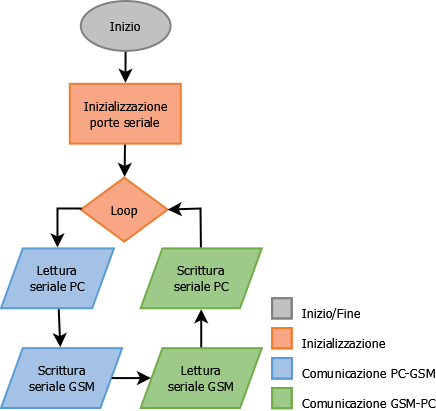 Inizio
Inizializzazione
porte seriale
Loop
Lettura
seriale PC
Scrittura
seriale PC
Scrittura
seriale GSM
Lettura
seriale GSM
Inizio/Fine
Inizializzazione
Comunicazione PC-GSM
Comunicazione GSM-PC